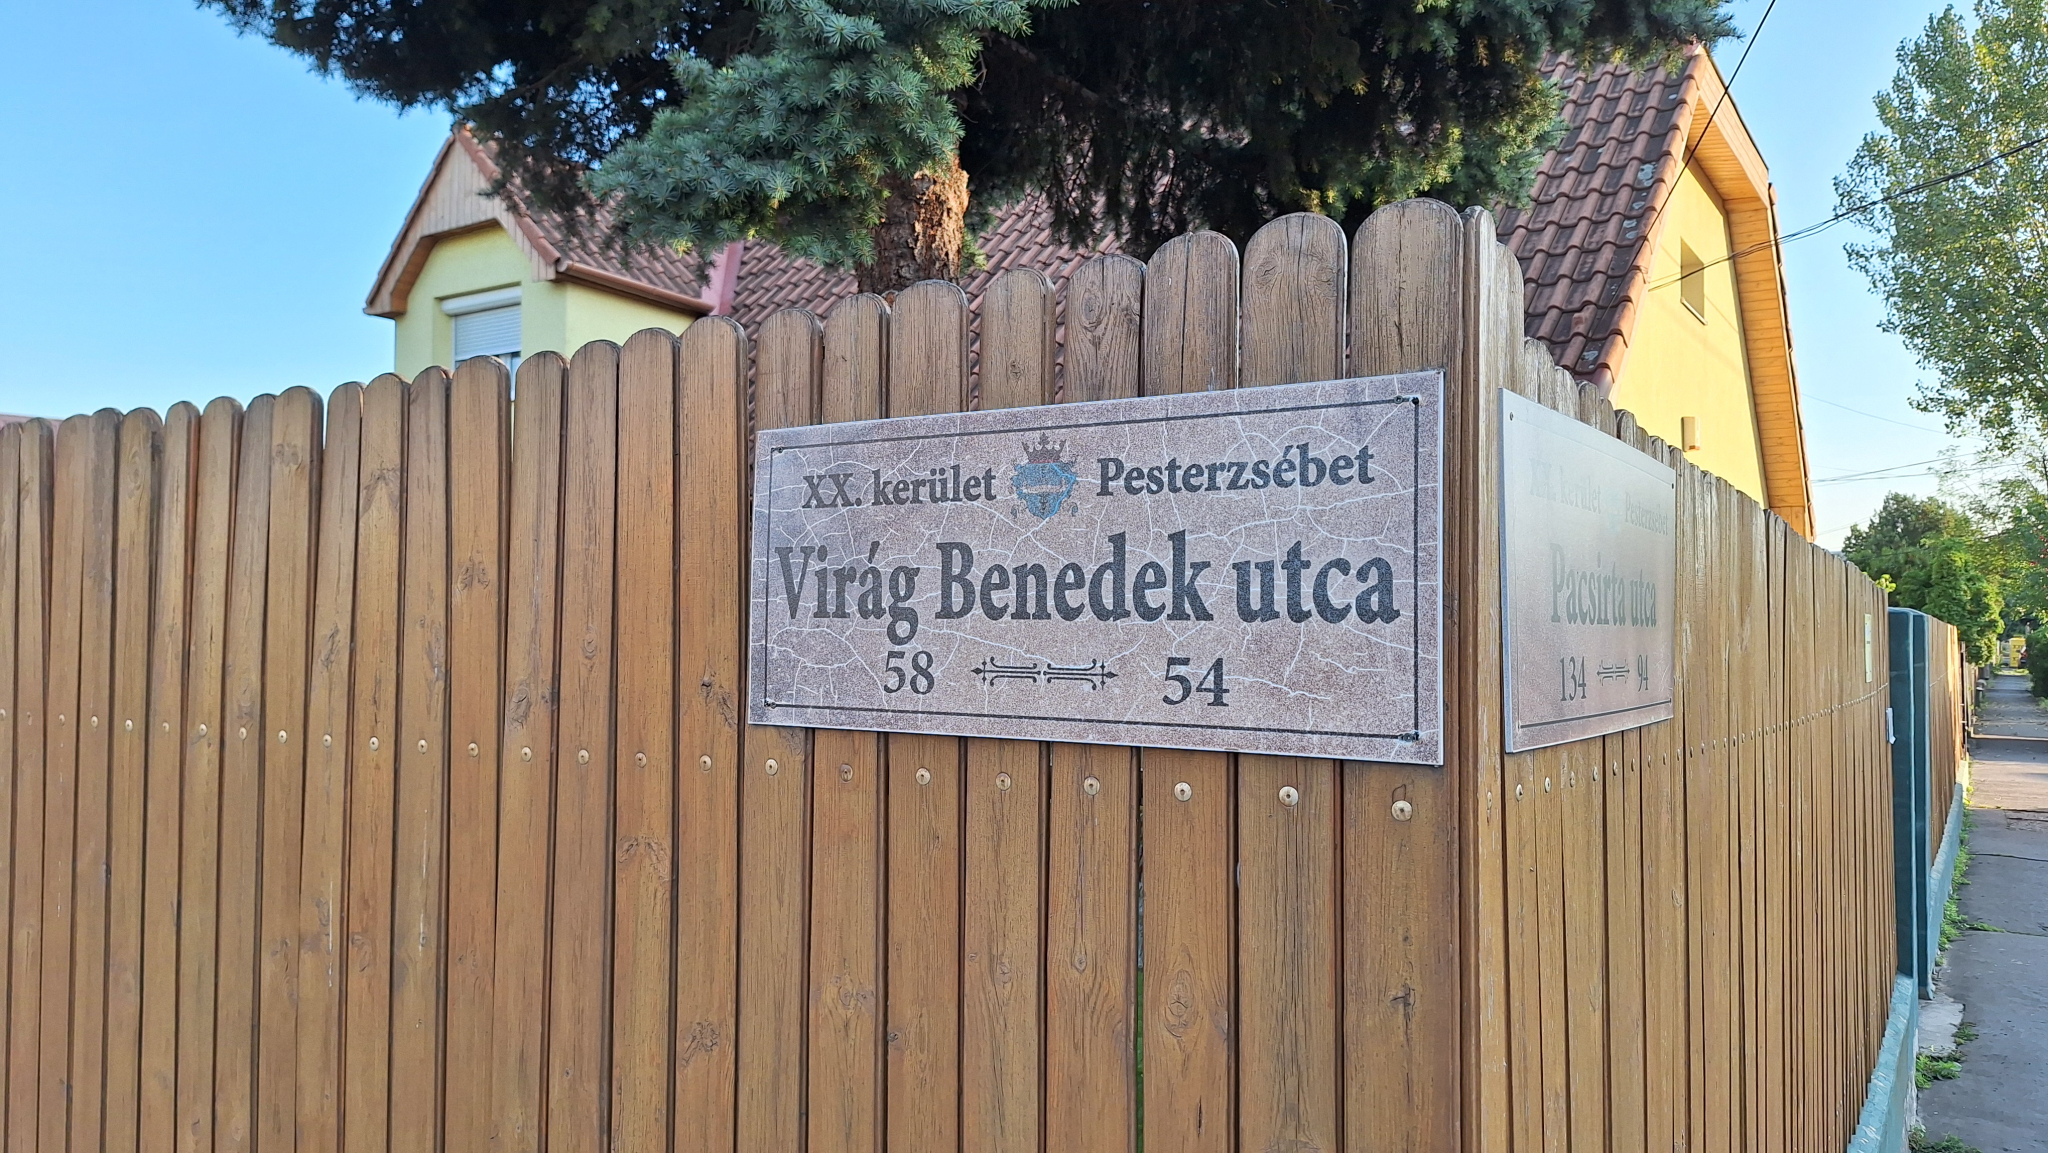 XX. kerület Pesterzsébet
Virág Benedek utca
58 54
XX. kerület Pesterzsébet
Pacsirta utca
134 94